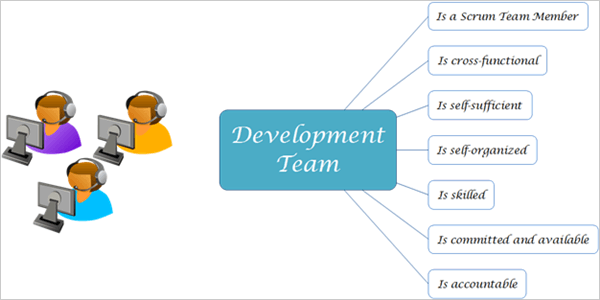 Is a Scrum Team Member
Is cross-functional
Is self-sufficient
Development
Team
Is self-organized
Is skilled
Is committed and available
Is accountable